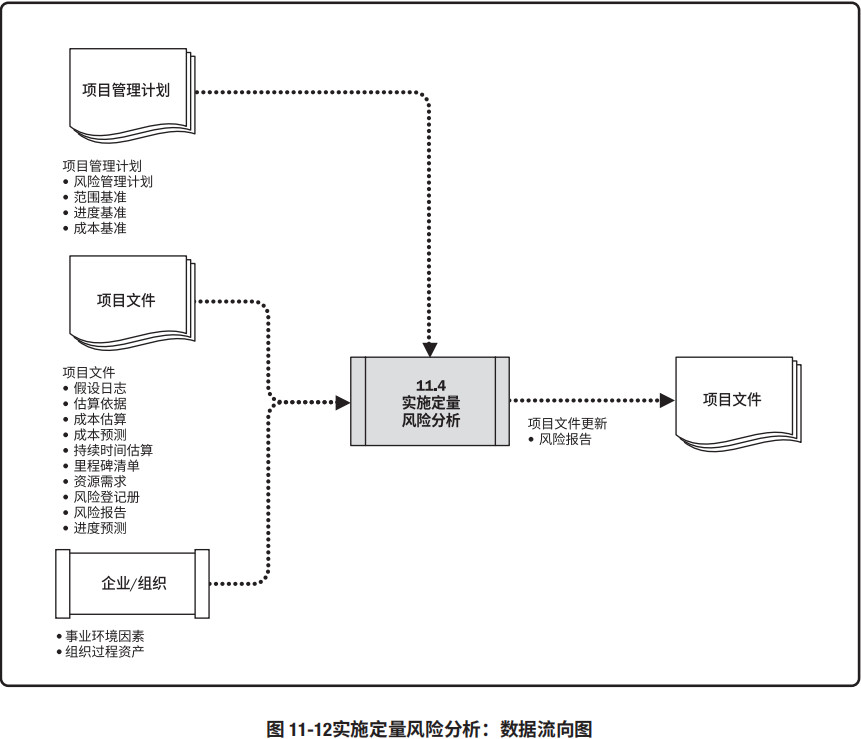 项目管理计划
项目管理计划
• 风险管理计划
• 范围基准
• 进度基准
• 成本基准
项目文件
项目文件
• 假设日志
• 估算依据
• 成本估算
• 成本预测
• 持续时间估算
• 里程碑清单
• 资源需求
• 风险登记册
• 风险报告
• 进度预测
企业/组织
• 事业环境因素
• 组织过程资产
11.4
实施定量
风险分析
项目文件更新
• 风险报告
项目文件
图 11-12实施定量风险分析：数据流向图